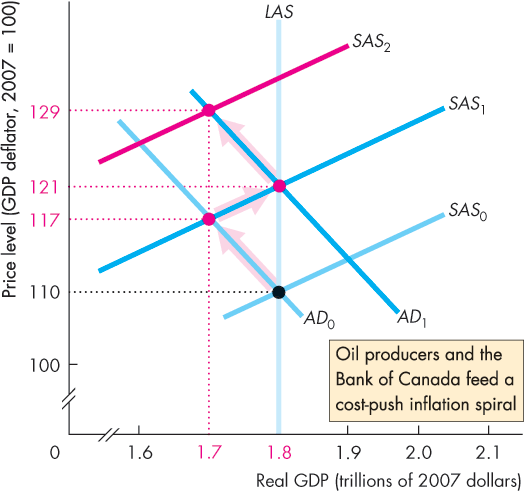 Price level (GDP deflator, 2007 = 100)
LAS
SAS2
129
SAS1
121
117
SAS0
110
AD0
AD1
100
Oil producers and the
Bank of Canada feed a
cost-push inflation spiral
0
1.6
1.7
1.8
1.9
2.0
2.1
Real GDP (trillions of 2007 dollars)